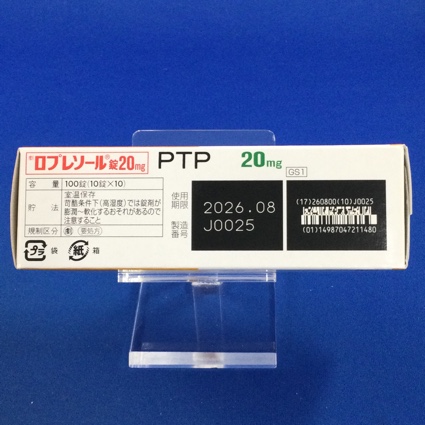 ロプレソール®錠20mg PTP 20mg
GS1
容量 100錠(10錠×10)
貯法 室温保存
苛酷条件下(高湿度)では錠剤が
膨潤〜軟化するおそれがあるので
注意すること
規制区分 劇 要処方
プラ 袋 紙 箱
使用
期限 2026.08
製造
番号 J0025
(17)260800(10)J0025
(01)14987047211480